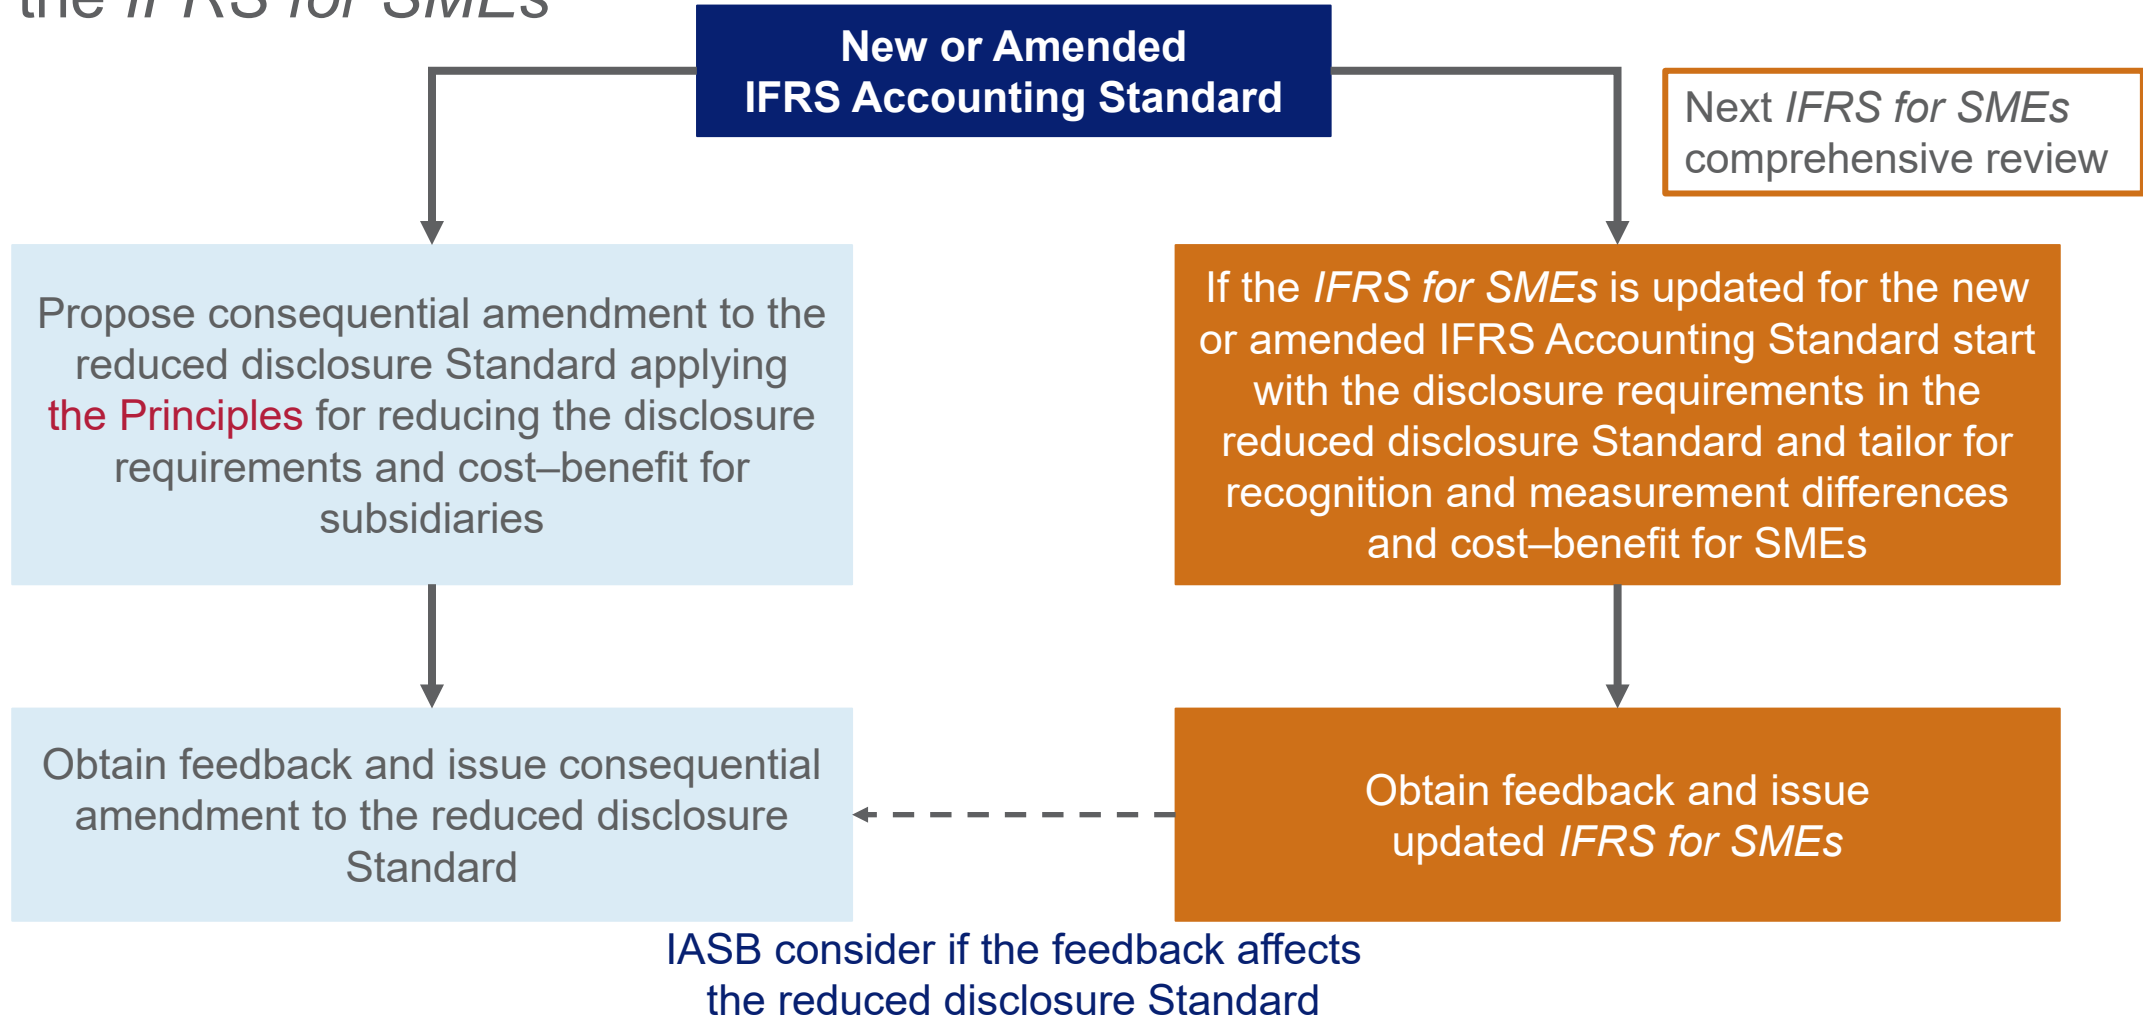 the IFRS for SMEs
New or Amended
IFRS Accounting Standard
Next IFRS for SMEs
comprehensive review
Propose consequential amendment to the
reduced disclosure Standard applying
the Principles for reducing the disclosure
requirements and cost–benefit for
subsidiaries
If the IFRS for SMEs is updated for the new
or amended IFRS Accounting Standard start
with the disclosure requirements in the
reduced disclosure Standard and tailor for
recognition and measurement differences
and cost–benefit for SMEs
Obtain feedback and issue consequential
amendment to the reduced disclosure
Standard
Obtain feedback and issue
updated IFRS for SMEs
IASB consider if the feedback affects
the reduced disclosure Standard